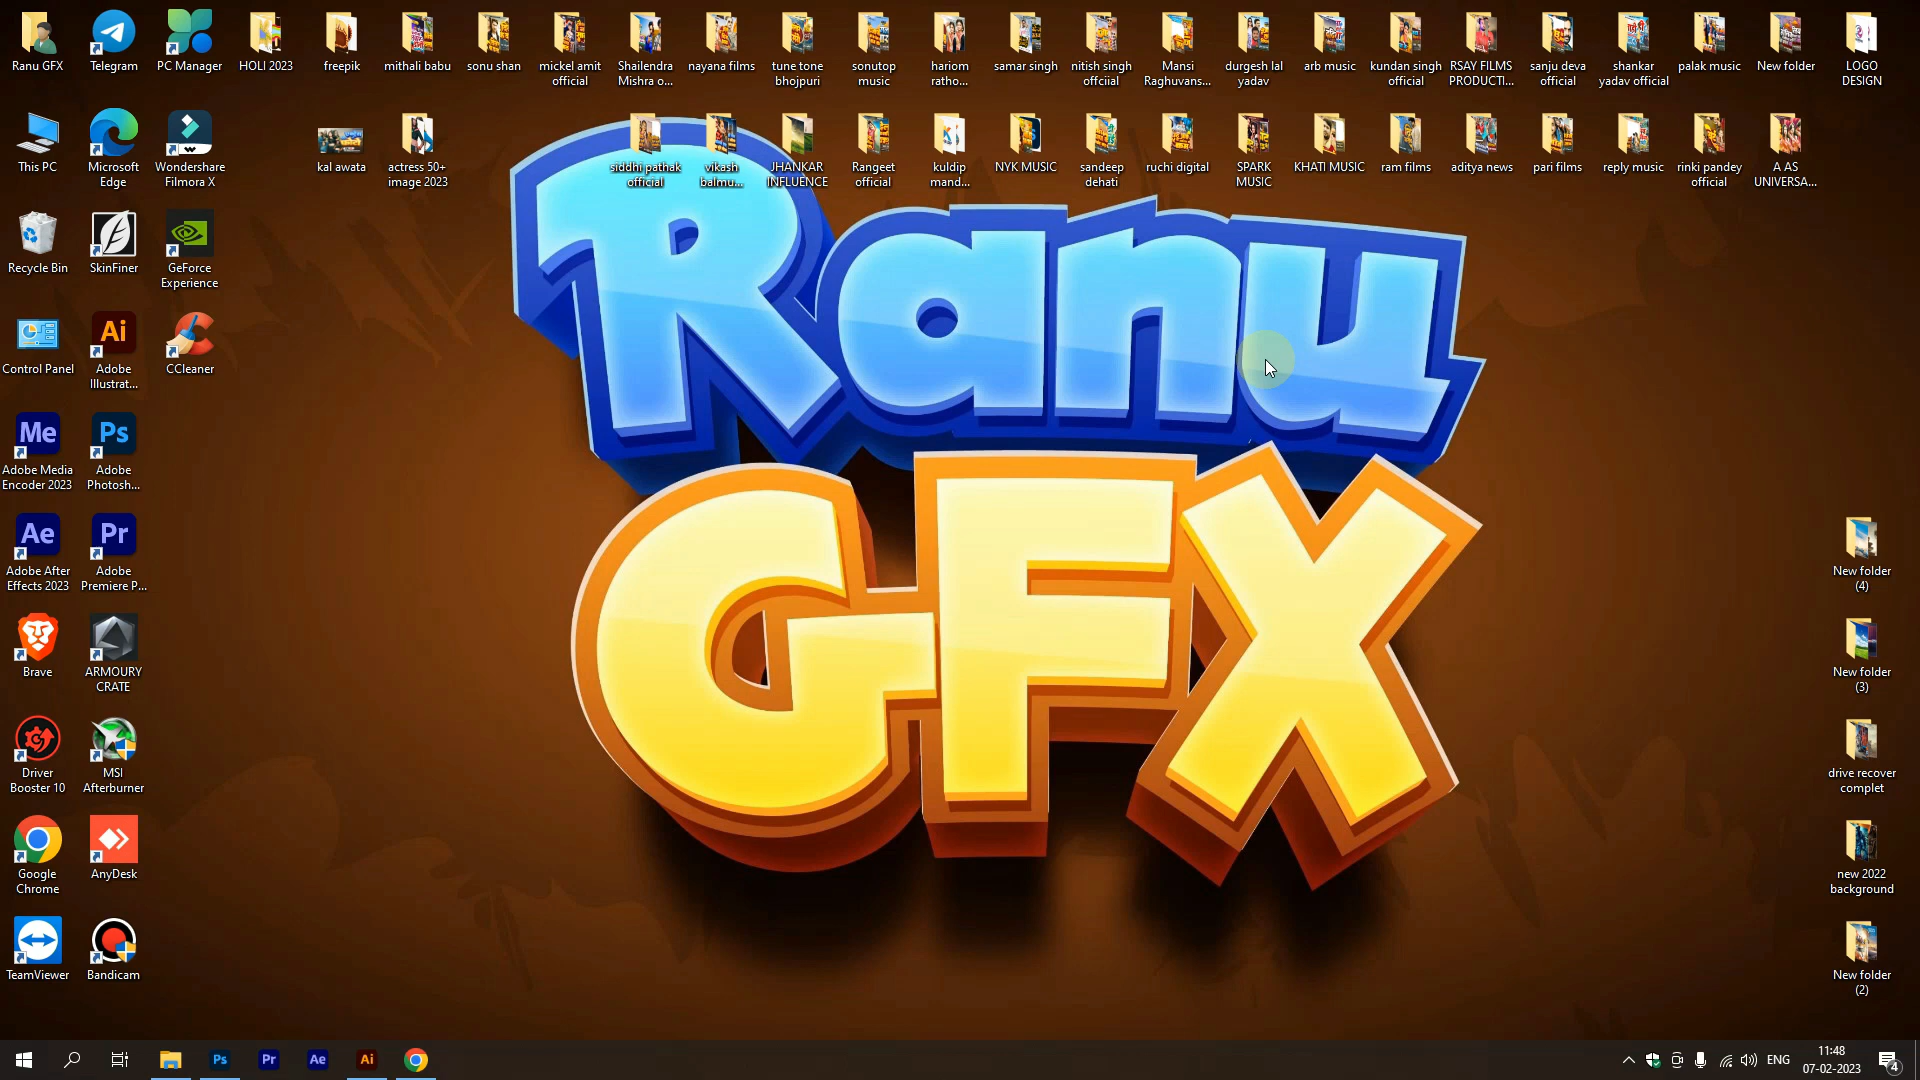 Ranu GFX
Telegram
PC Manager
HOLI 2023
freepik
mithali babu
sonu shan
mickel amit
official
Shailendra
Mishra o...
nayana films
tune tone
bhojpuri
sonutop
music
hariom
ratho...
samar singh
nitish singh
offcial
Mansi
Raghuvans...
durgesh lal
yadav
arb music
kundan singh
official
RSAY FILMS
PRODUCTI...
sanju deva
official
shankar
yadav official
palak music
New folder
LOGO
DESIGN
This PC
Microsoft
Edge
Wondershare
Filmora X
kal awata
actress 50+
image 2023
siddhi pathak
official
vikash
balmu...
JHANKAR
INFLUENCE
Rangeet
official
kuldip
mand...
NYK MUSIC
sandeep
dehati
ruchi digital
SPARK
MUSIC
KHATI MUSIC
ram films
aditya news
pari films
reply music
rinki pandey
official
A AS
UNIVERSA...
Recycle Bin
SkinFiner
GeForce
Experience
Control Panel
Ai
Adobe
Illustrat...
CCleaner
Me
Adobe Media
Encoder 2023
Ps
Adobe
Photosh...
Ae
Adobe After
Effects 2023
Pr
Adobe
Premiere P...
Brave
ARMOURY
CRATE
Driver
Booster 10
MSI
Afterburner
Google
Chrome
AnyDesk
TeamViewer
Bandicam
Ranu
GFX
New folder
(4)
New folder
(3)
drive recover
complet
new 2022
background
New folder
(2)
Ps
Pr
Ae
Ai
ENG
11:48
07-02-2023
4